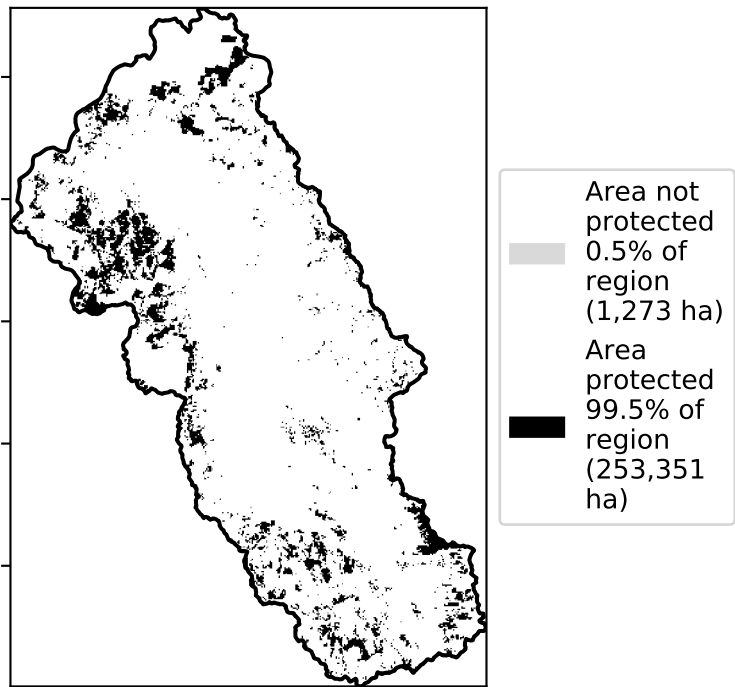 Area not
protected
0.5% of
region
(1,273 ha)
Area
protected
99.5% of
region
(253,351
ha)